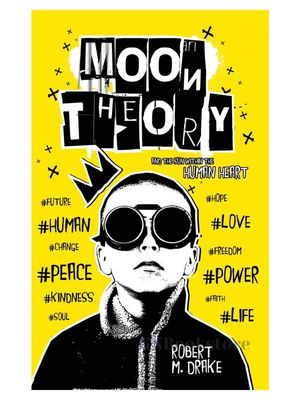 MOON
THEORY
AND THE SUN WITHIN THE
HUMAN HEART
#FUTURE
#HUMAN
#CHANGE
#PEACE
#KINDNESS
#SOUL
#HOPE
#LOVE
#FREEDOM
#POWER
#FAITH
#LIFE
ROBERT
M. DRAKE